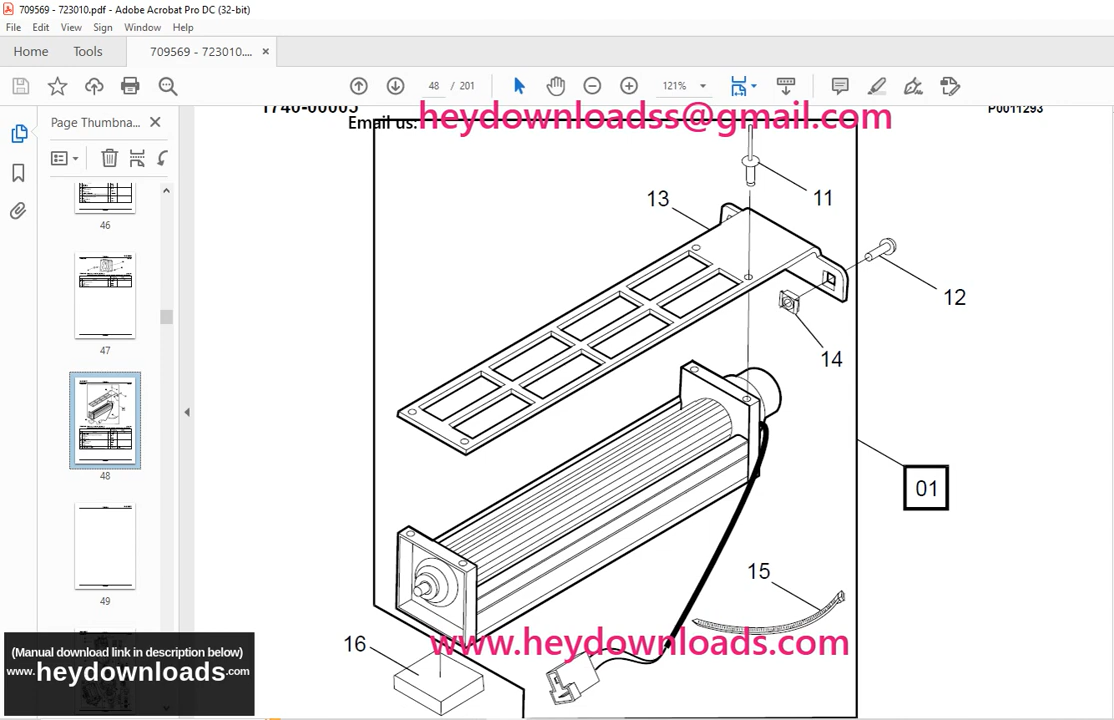 709569 - 723010.pdf - Adobe Acrobat Pro DC (32-bit)
File Edit View Sign Window Help
Home Tools 709569 - 723010.... ×
48 / 201 121%
Page Thumbna...
46
47
48
49
1740-00005 P0011293
Email us:heydownloadss@gmail.com
11
13
12
14
01
15
16
www.heydownloads.com
(Manual download link in description below)
www.heydownloads.com